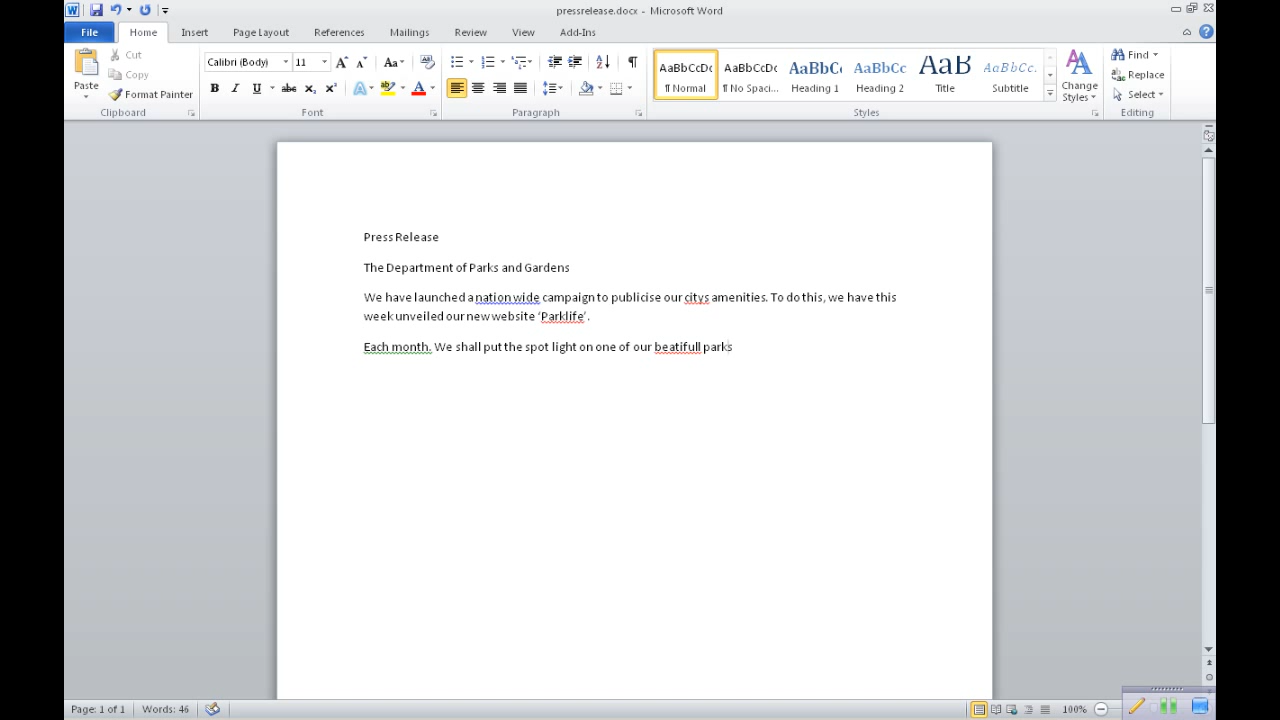 pressrelease.docx - Microsoft Word
File Home Insert Page Layout References Mailings Review View Add-Ins
Paste
Cut
Copy
Format Painter
Clipboard
Calibri (Body) 11
Font
Paragraph
AaBbCcDc AaBbCcDc AaBbC AaBbCc AaB AaBbCc.
¶ Normal ¶ No Spaci... Heading 1 Heading 2 Title Subtitle
Change Styles
Styles
Find
Replace
Select
Editing
Press Release
The Department of Parks and Gardens
We have launched a nation wide campaign to publicise our citys amenities. To do this, we have this
week unveiled our new website ‘Parklife’.
Each month. We shall put the spot light on one of our beatifull parks
Page: 1 of 1 Words: 46 100%